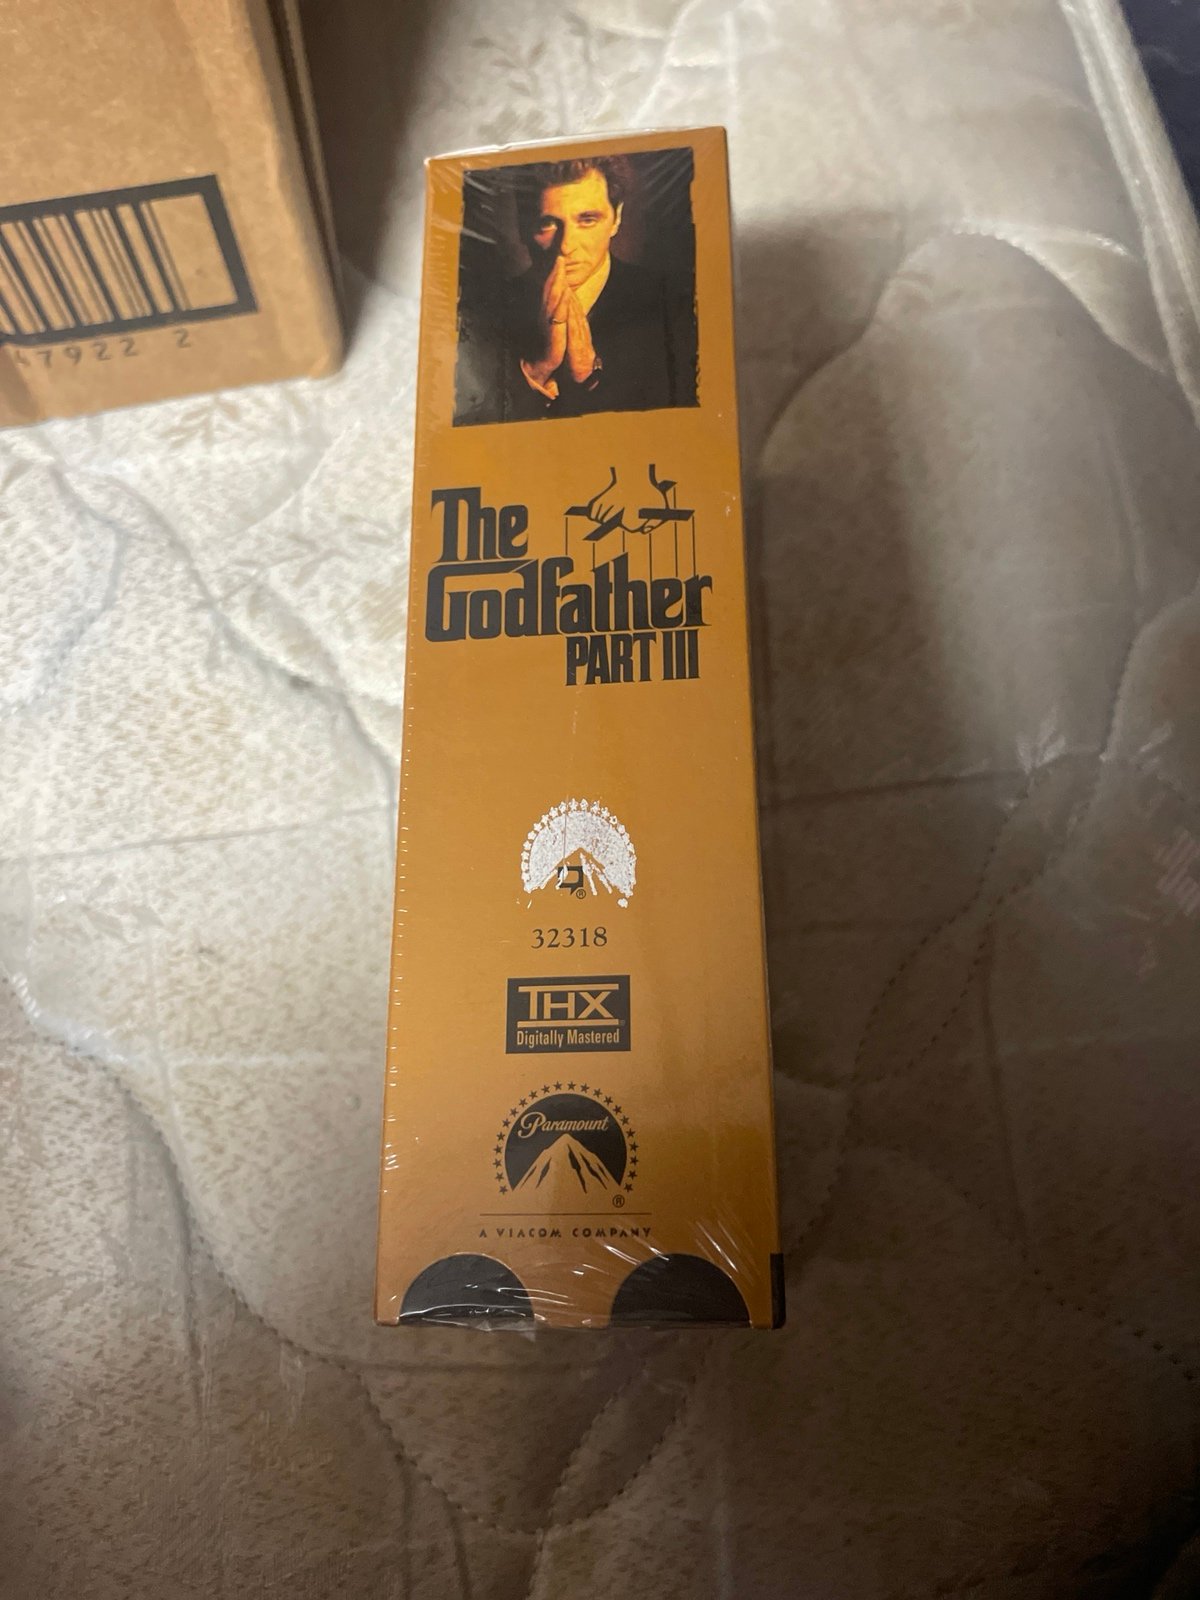 47922 2
The
Godfather
PART III
®
32318
THX
Digitally Mastered
Paramount
®
A VIACOM COMPANY